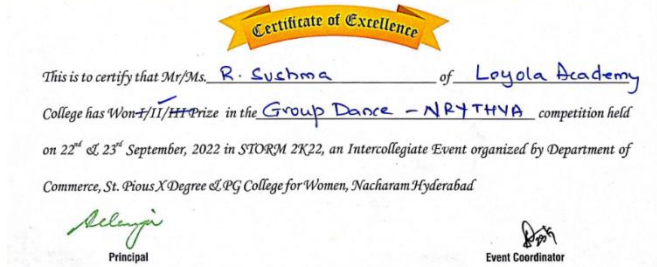 Certificate of Excellence
This is to certify that Mr/Ms. R. Sushma of Loyola Academy
College has Won I/II/III Prize in the Group Dance - NRYTHYA competition held
on 22nd & 23rd September, 2022 in STORM 2K22, an Intercollegiate Event organized by Department of
Commerce, St. Pious X Degree & PG College for Women, Nacharam Hyderabad
Principal
Event Coordinator